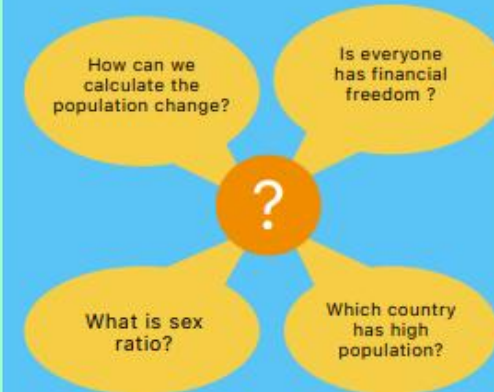 How can we
calculate the
population change?
Is everyone
has financial
freedom ?
?
What is sex
ratio?
Which country
has high
population?